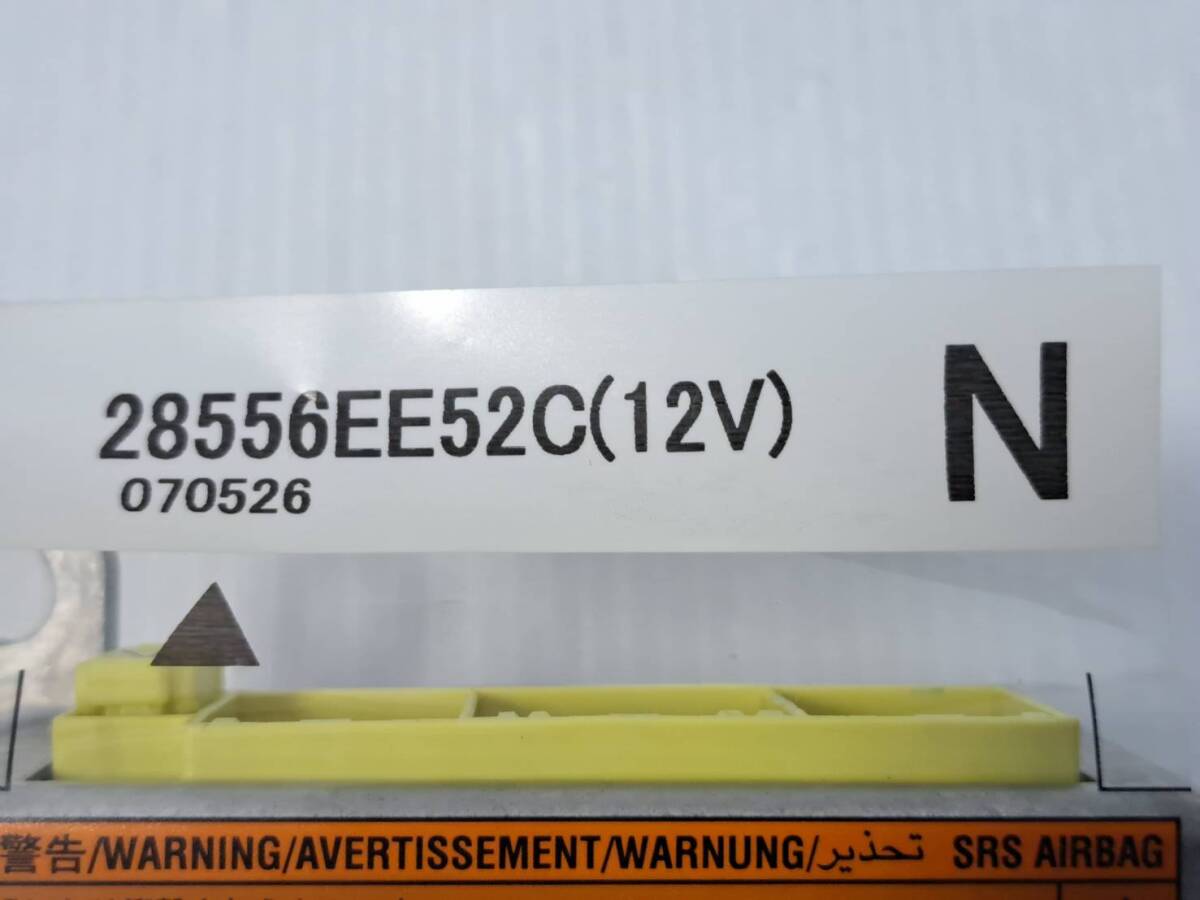 28556EE52C(12V) N
070526
警告/WARNING/AVERTISSEMENT/WARNUNG/تحذير SRS AIRBAG